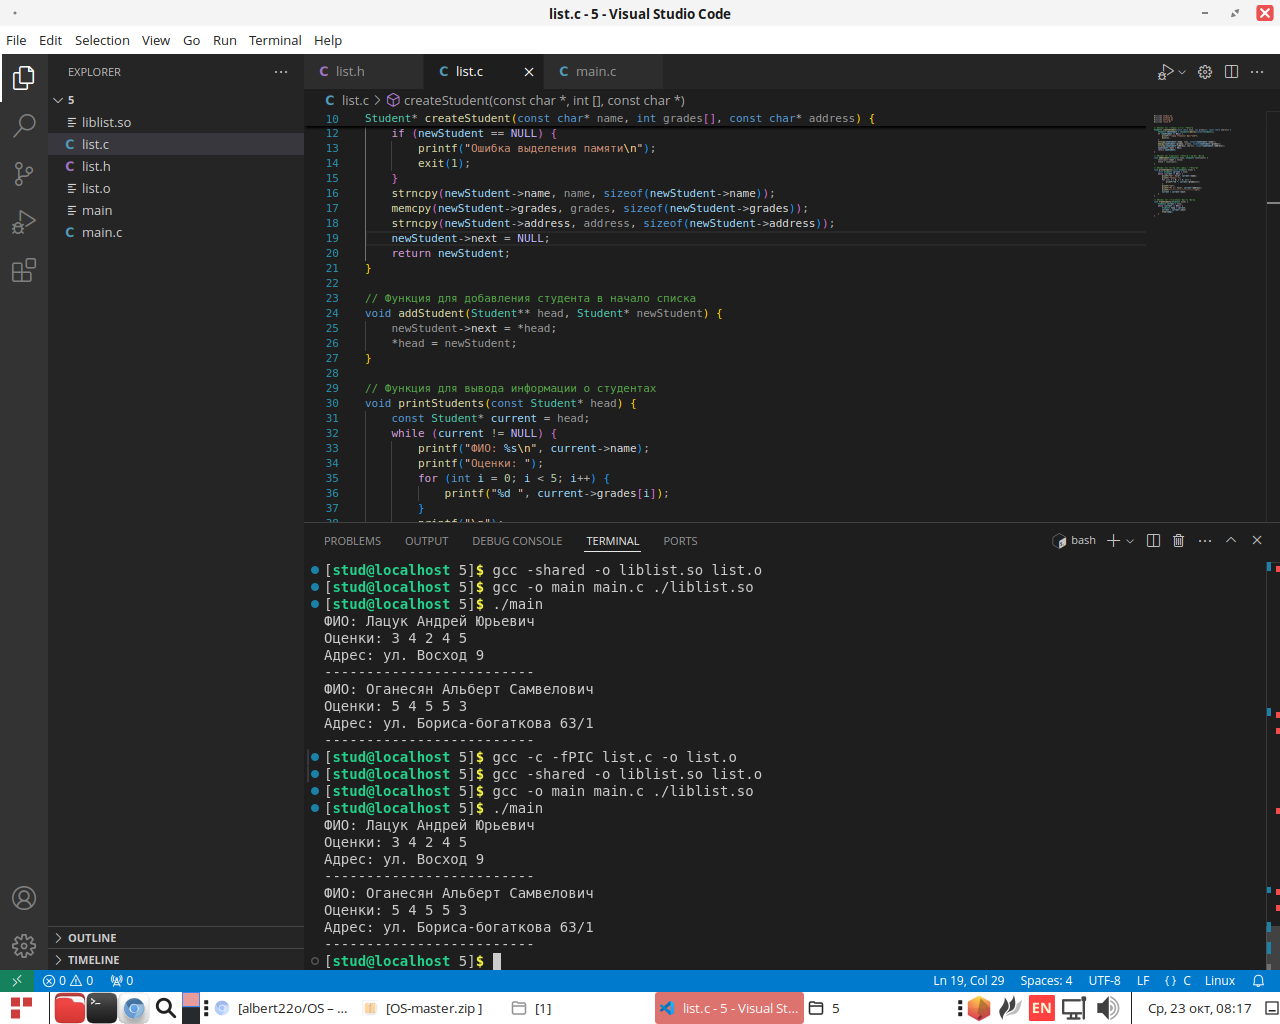 list.c - 5 - Visual Studio Code
File Edit Selection View Go Run Terminal Help
EXPLORER
5
liblist.so
list.c
list.h
list.o
main
main.c
OUTLINE
TIMELINE
list.h list.c main.c
list.c > createStudent(const char *, int [], const char *)
10 Student* createStudent(const char* name, int grades[], const char* address) {
12 if (newStudent == NULL) {
13 printf("Ошибка выделения памяти\n");
14 exit(1);
15 }
16 strncpy(newStudent->name, name, sizeof(newStudent->name));
17 memcpy(newStudent->grades, grades, sizeof(newStudent->grades));
18 strncpy(newStudent->address, address, sizeof(newStudent->address));
19 newStudent->next = NULL;
20 return newStudent;
21 }
22
23 // Функция для добавления студента в начало списка
24 void addStudent(Student** head, Student* newStudent) {
25 newStudent->next = *head;
26 *head = newStudent;
27 }
28
29 // Функция для вывода информации о студентах
30 void printStudents(const Student* head) {
31 const Student* current = head;
32 while (current != NULL) {
33 printf("ФИО: %s\n", current->name);
34 printf("Оценки: ");
35 for (int i = 0; i < 5; i++) {
36 printf("%d ", current->grades[i]);
37 }
38 printf("\n");
PROBLEMS OUTPUT DEBUG CONSOLE TERMINAL PORTS bash
[stud@localhost 5]$ gcc -shared -o liblist.so list.o
[stud@localhost 5]$ gcc -o main main.c ./liblist.so
[stud@localhost 5]$ ./main
ФИО: Лацук Андрей Юрьевич
Оценки: 3 4 2 4 5
Адрес: ул. Восход 9
-------------------------
ФИО: Оганесян Альберт Самвелович
Оценки: 5 4 5 5 3
Адрес: ул. Бориса-богаткова 63/1
-------------------------
[stud@localhost 5]$ gcc -c -fPIC list.c -o list.o
[stud@localhost 5]$ gcc -shared -o liblist.so list.o
[stud@localhost 5]$ gcc -o main main.c ./liblist.so
[stud@localhost 5]$ ./main
ФИО: Лацук Андрей Юрьевич
Оценки: 3 4 2 4 5
Адрес: ул. Восход 9
-------------------------
ФИО: Оганесян Альберт Самвелович
Оценки: 5 4 5 5 3
Адрес: ул. Бориса-богаткова 63/1
-------------------------
[stud@localhost 5]$
0 0 0 Ln 19, Col 29 Spaces: 4 UTF-8 LF {} C Linux
[albert22o/OS – ... [OS-master.zip ] [1] list.c - 5 - Visual St... 5 EN Ср, 23 окт, 08:17